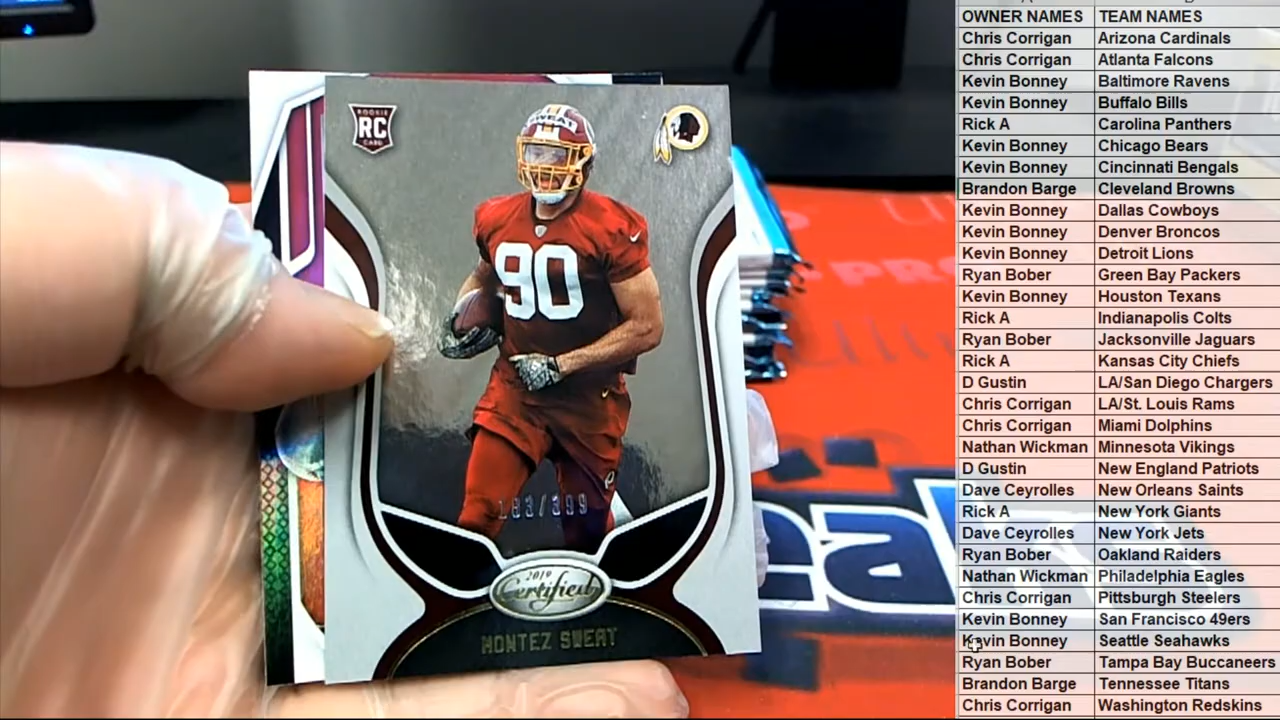 ROOKIE
RC
CARD
SWEAT
90
183/399
2019
Certified
MONTEZ SWEAT
OWNER NAMES TEAM NAMES
Chris Corrigan Arizona Cardinals
Chris Corrigan Atlanta Falcons
Kevin Bonney Baltimore Ravens
Kevin Bonney Buffalo Bills
Rick A Carolina Panthers
Kevin Bonney Chicago Bears
Kevin Bonney Cincinnati Bengals
Brandon Barge Cleveland Browns
Kevin Bonney Dallas Cowboys
Kevin Bonney Denver Broncos
Kevin Bonney Detroit Lions
Ryan Bober Green Bay Packers
Kevin Bonney Houston Texans
Rick A Indianapolis Colts
Ryan Bober Jacksonville Jaguars
Rick A Kansas City Chiefs
D Gustin LA/San Diego Chargers
Chris Corrigan LA/St. Louis Rams
Chris Corrigan Miami Dolphins
Nathan Wickman Minnesota Vikings
D Gustin New England Patriots
Dave Ceyrolles New Orleans Saints
Rick A New York Giants
Dave Ceyrolles New York Jets
Ryan Bober Oakland Raiders
Nathan Wickman Philadelphia Eagles
Chris Corrigan Pittsburgh Steelers
Kevin Bonney San Francisco 49ers
Kevin Bonney Seattle Seahawks
Ryan Bober Tampa Bay Buccaneers
Brandon Barge Tennessee Titans
Chris Corrigan Washington Redskins